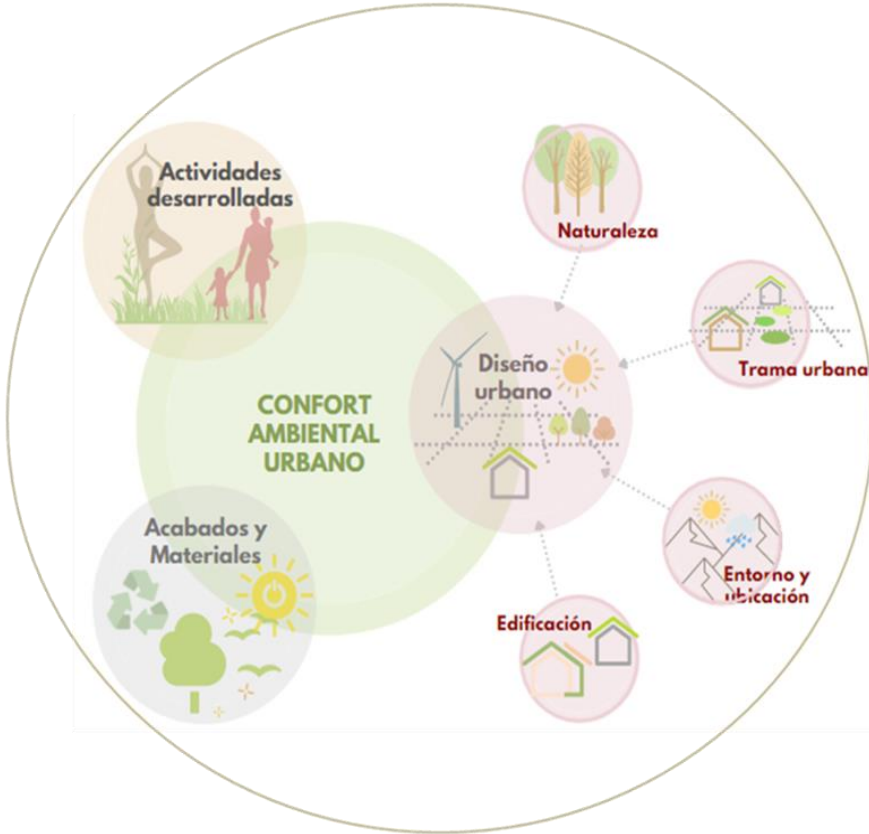 Actividades
desarrolladas
Naturaleza
Trama urbana
Diseño
urbano
CONFORT
AMBIENTAL
URBANO
Acabados y
Materiales
Entorno y
ubicación
Edificación